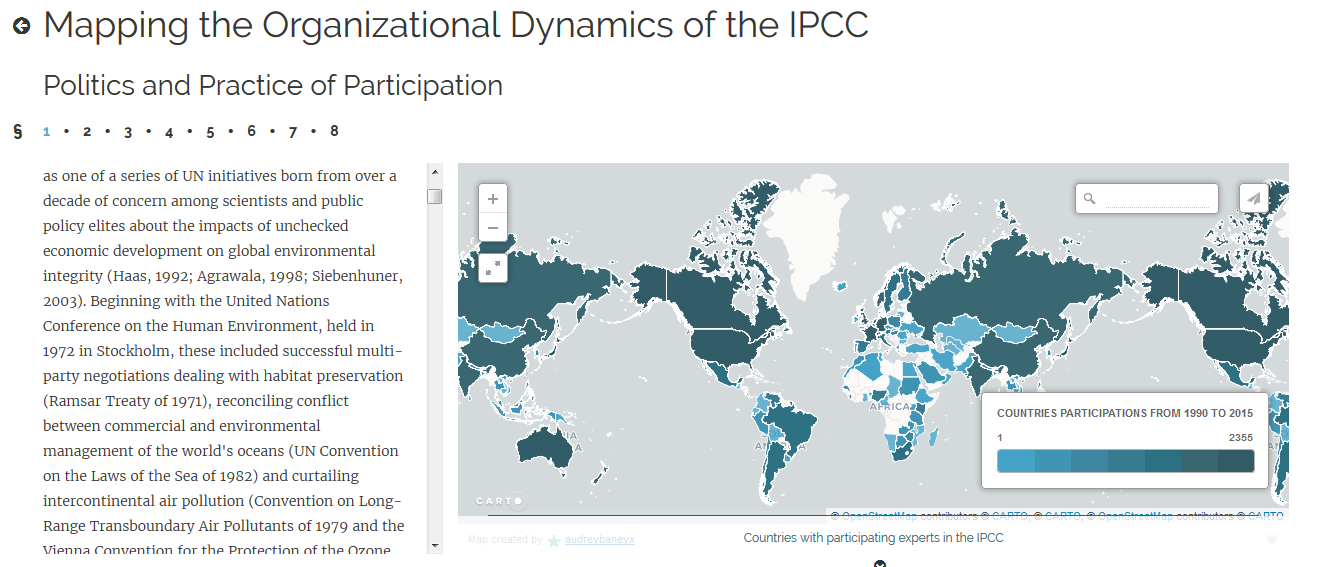 Mapping the Organizational Dynamics of the IPCC
Politics and Practice of Participation
§ 1 • 2 • 3 • 4 • 5 • 6 • 7 • 8
as one of a series of UN initiatives born from over a
decade of concern among scientists and public
policy elites about the impacts of unchecked
economic development on global environmental
integrity (Haas, 1992; Agrawala, 1998; Siebenhuner,
2003). Beginning with the United Nations
Conference on the Human Environment, held in
1972 in Stockholm, these included successful multi-
party negotiations dealing with habitat preservation
(Ramsar Treaty of 1971), reconciling conflict
between commercial and environmental
management of the world's oceans (UN Convention
on the Laws of the Sea of 1982) and curtailing
intercontinental air pollution (Convention on Long-
Range Transboundary Air Pollutants of 1979 and the
Vienna Convention for the Protection of the Ozone
+
−
AFRICA
COUNTRIES PARTICIPATIONS FROM 1990 TO 2015
1 2355
CARTO
© OpenStreetMap contributors © CARTO, © CARTO, © OpenStreetMap contributors © CARTO
Map created by audreybaneyx
Countries with participating experts in the IPCC